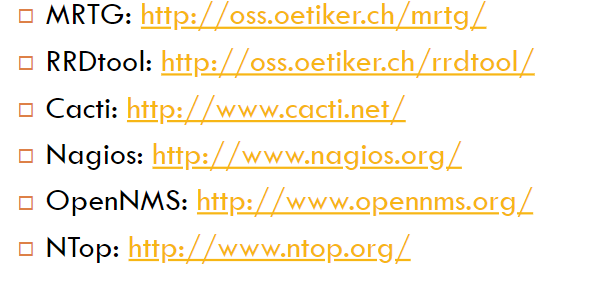 MRTG: http://oss.oetiker.ch/mrtg/
RRDtool: http://oss.oetiker.ch/rrdtool/
Cacti: http://www.cacti.net/
Nagios: http://www.nagios.org/
OpenNMS: http://www.opennms.org/
NTop: http://www.ntop.org/